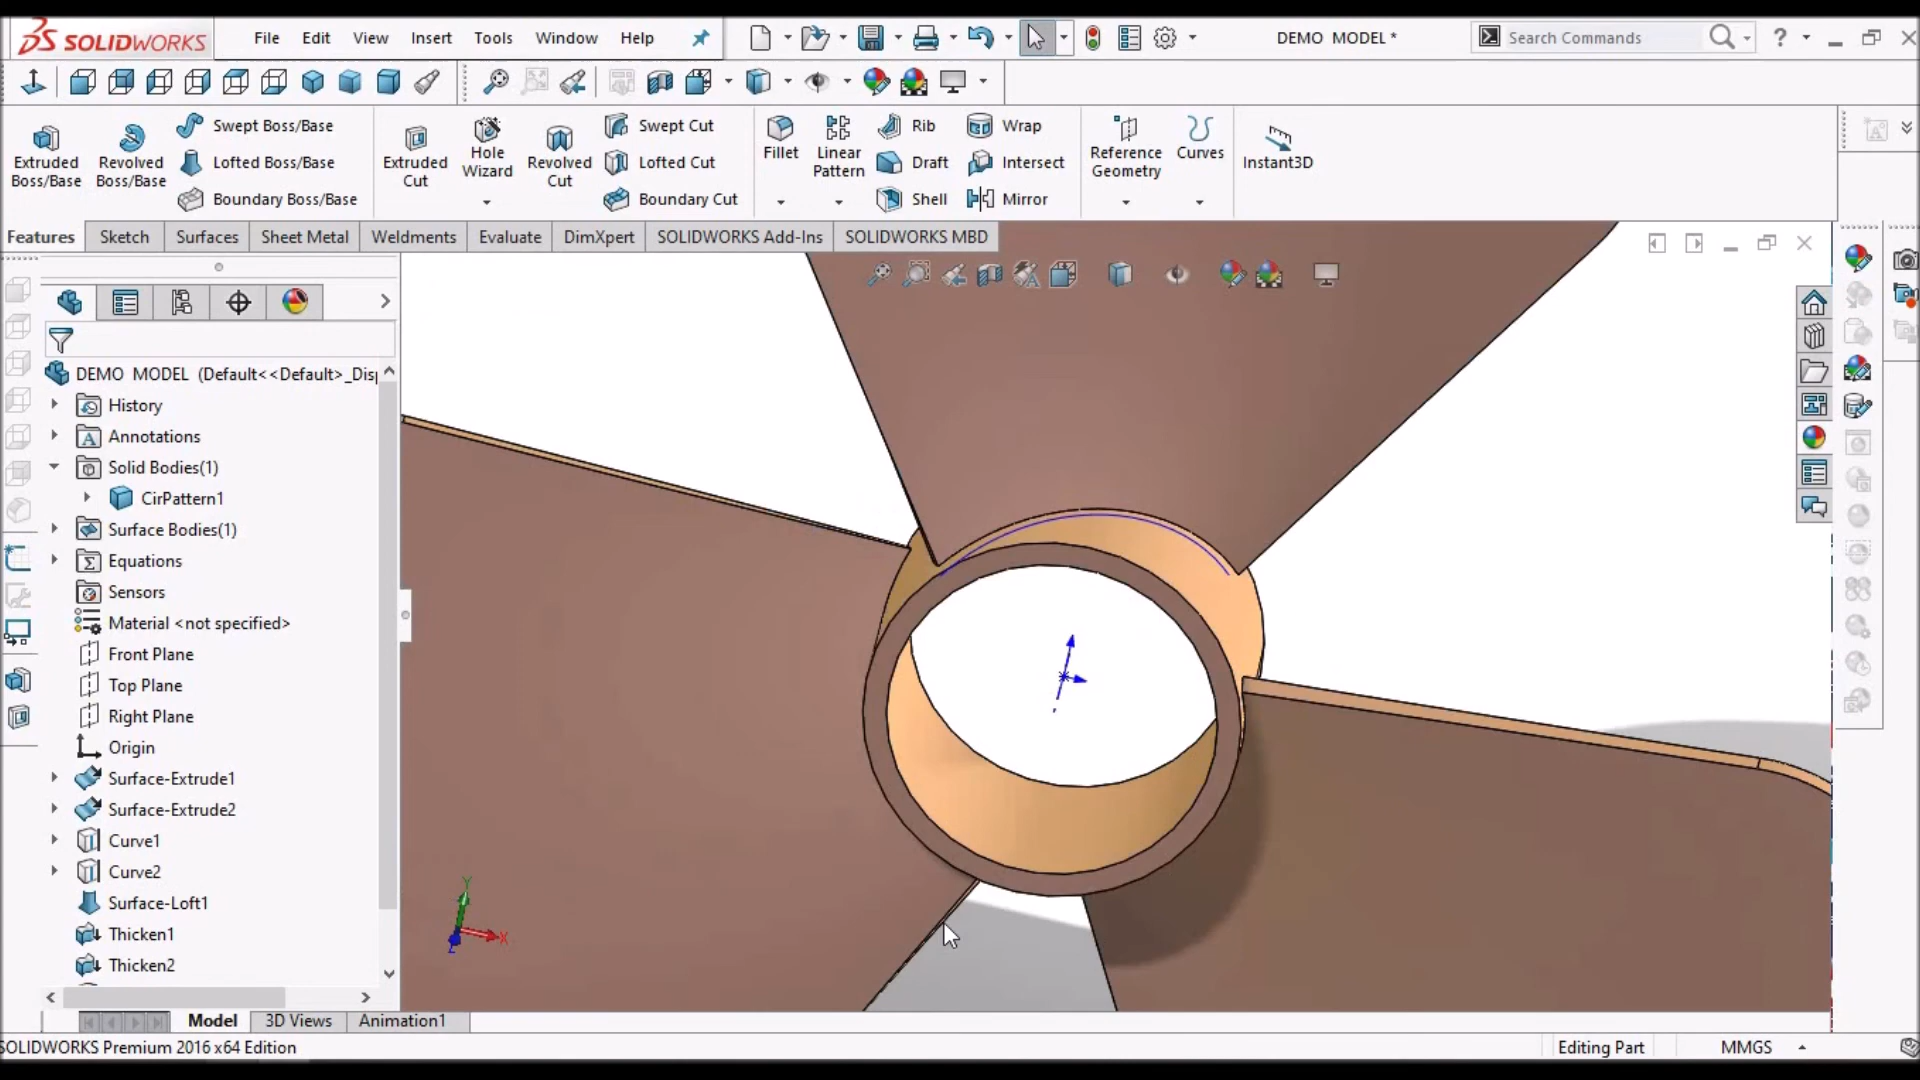 SOLIDWORKS File Edit View Insert Tools Window Help DEMO MODEL * Search Commands ?
Extruded Boss/Base
Revolved Boss/Base
Swept Boss/Base
Lofted Boss/Base
Boundary Boss/Base
Extruded Cut
Hole Wizard
Revolved Cut
Swept Cut
Lofted Cut
Boundary Cut
Fillet
Linear Pattern
Rib
Draft
Shell
Wrap
Intersect
Mirror
Reference Geometry
Curves
Instant3D
Features Sketch Surfaces Sheet Metal Weldments Evaluate DimXpert SOLIDWORKS Add-Ins SOLIDWORKS MBD
DEMO MODEL (Default<<Default>_Disp
History
Annotations
Solid Bodies(1)
CirPattern1
Surface Bodies(1)
Equations
Sensors
Material <not specified>
Front Plane
Top Plane
Right Plane
Origin
Surface-Extrude1
Surface-Extrude2
Curve1
Curve2
Surface-Loft1
Thicken1
Thicken2
Y
X
Z
Model 3D Views Animation1
SOLIDWORKS Premium 2016 x64 Edition Editing Part MMGS